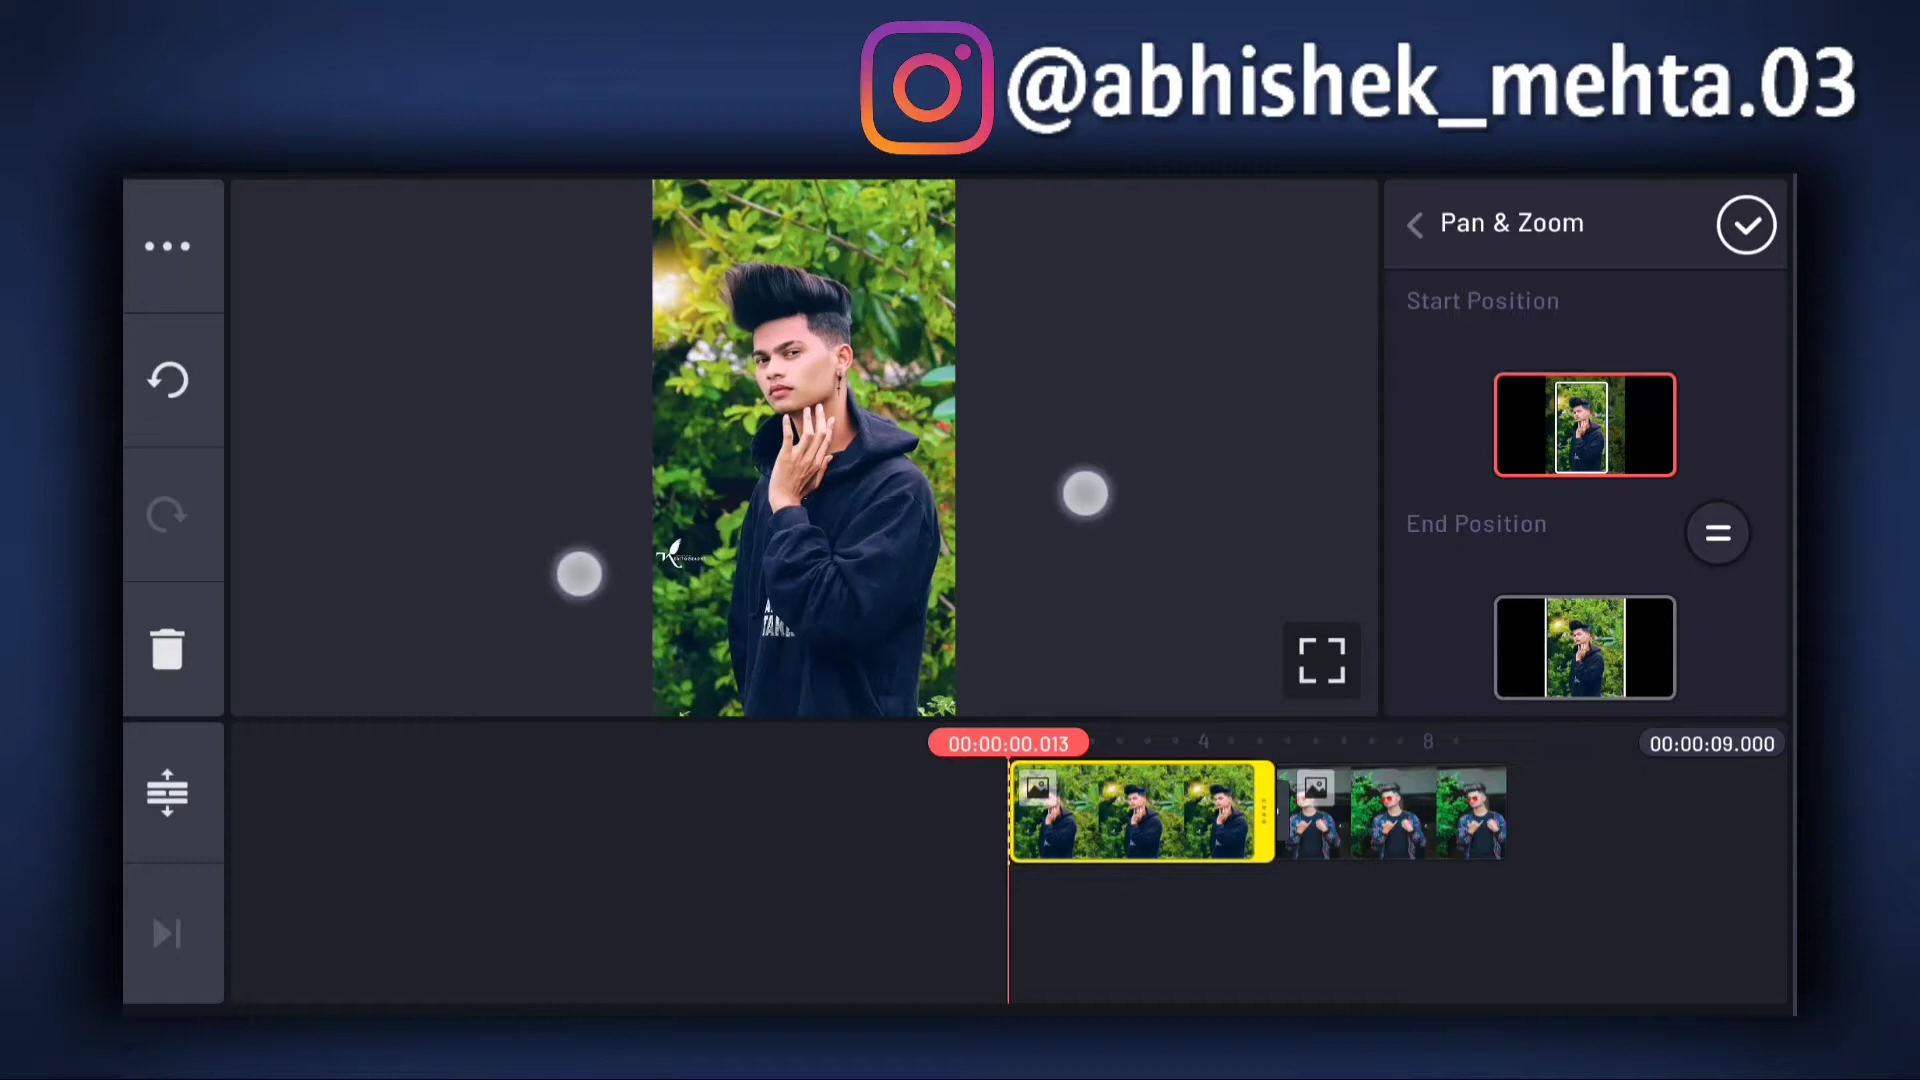 @abhishek_mehta.03
Pan & Zoom
Start Position
End Position
00:00:00.013
4
8
00:00:09.000